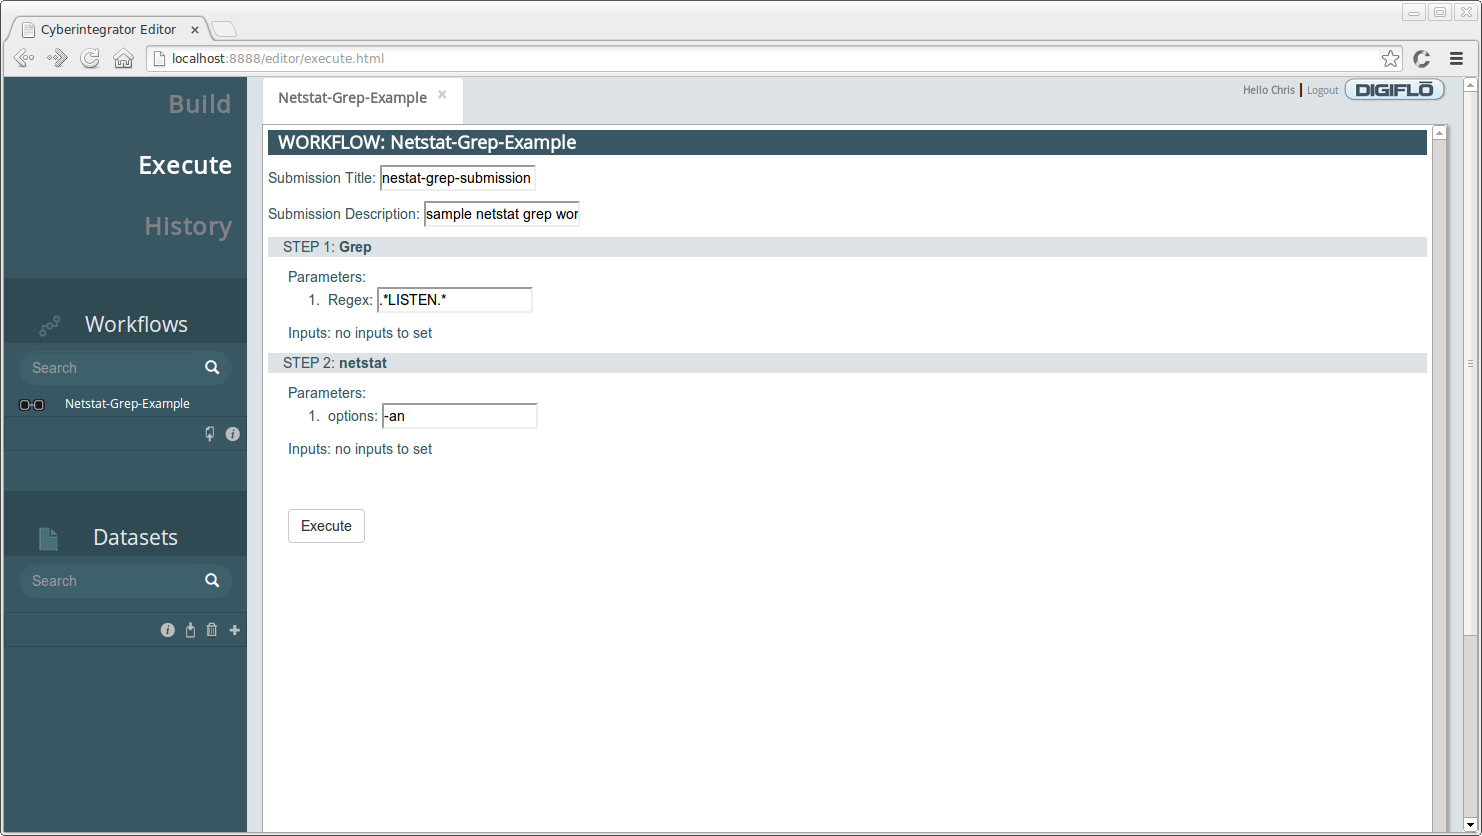 Cyberintegrator Editor
localhost:8888/editor/execute.html
Build
Execute
History
Workflows
Search
Netstat-Grep-Example
Datasets
Search
Netstat-Grep-Example
Hello Chris | Logout
DIGIFLŌ
WORKFLOW: Netstat-Grep-Example
Submission Title: nestat-grep-submission
Submission Description: sample netstat grep wor
STEP 1: Grep
Parameters:
1. Regex: .*LISTEN.*
Inputs: no inputs to set
STEP 2: netstat
Parameters:
1. options: -an
Inputs: no inputs to set
Execute